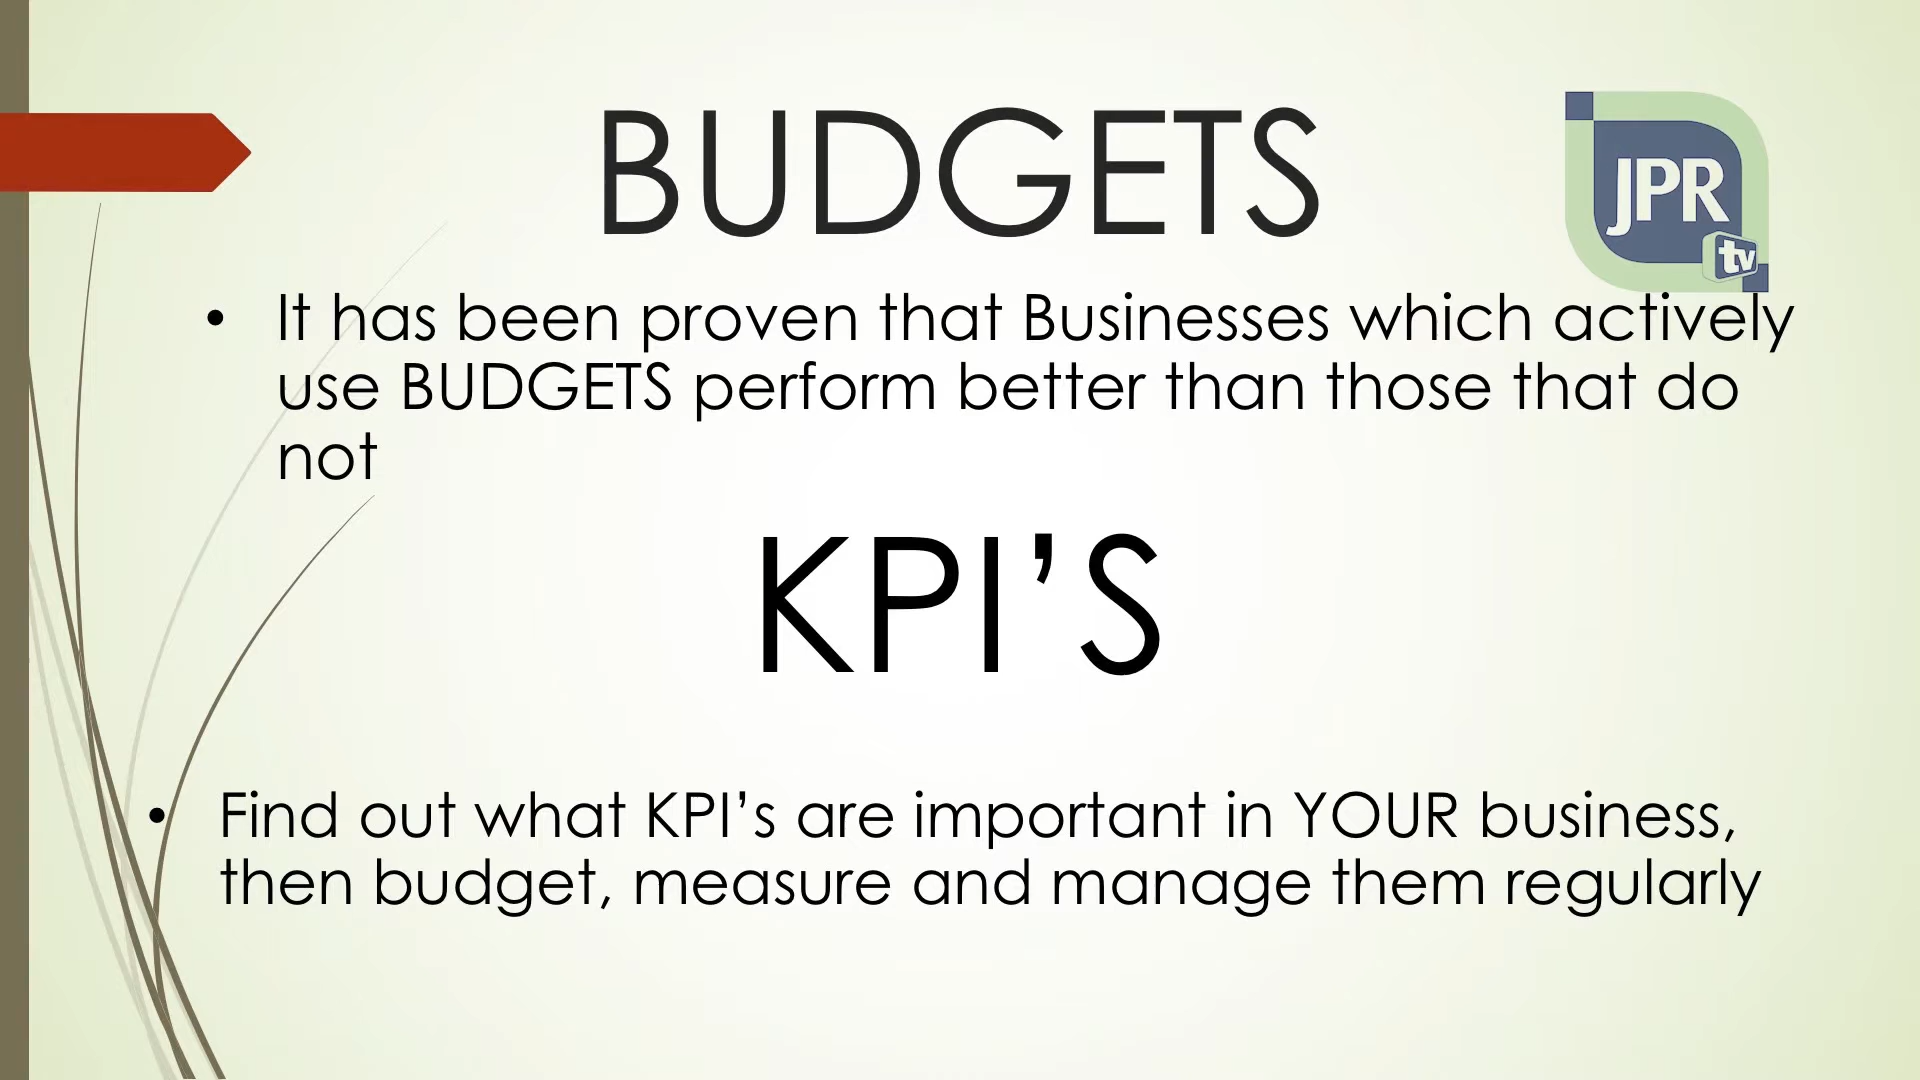 BUDGETS
JPR
tv
• It has been proven that Businesses which actively
use BUDGETS perform better than those that do
not
KPI’S
• Find out what KPI’s are important in YOUR business,
then budget, measure and manage them regularly